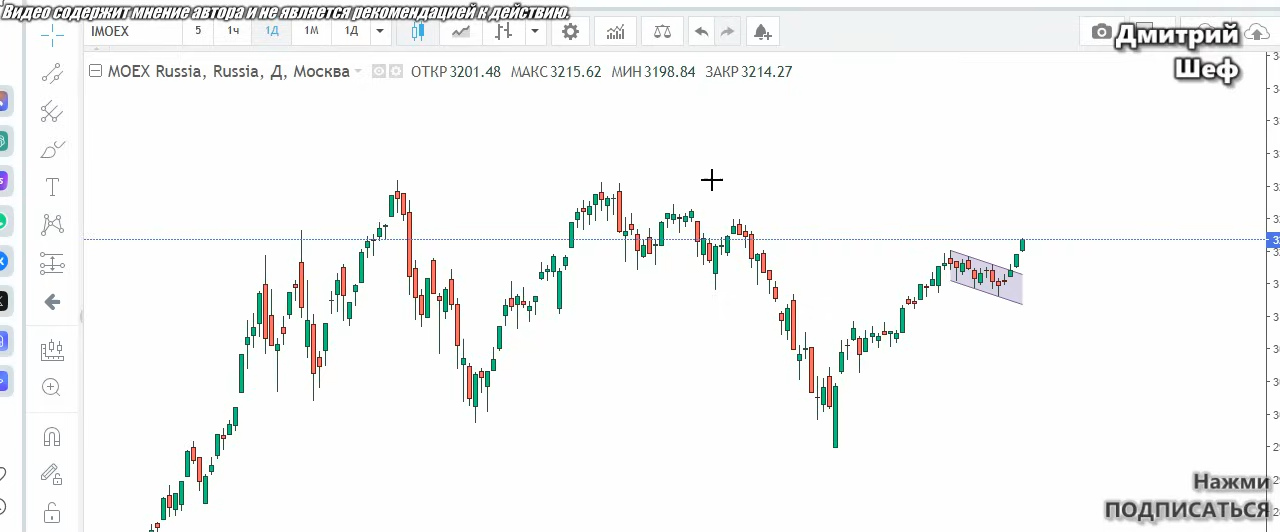 Видео содержит мнение автора и не является рекомендацией к действию.
IMOEX 5 1ч 1Д 1М 1Д
Дмитрий
Шеф
MOEX Russia, Russia, Д, Москва ОТКР 3201.48 МАКС 3215.62 МИН 3198.84 ЗАКР 3214.27
Нажми
ПОДПИСАТЬСЯ